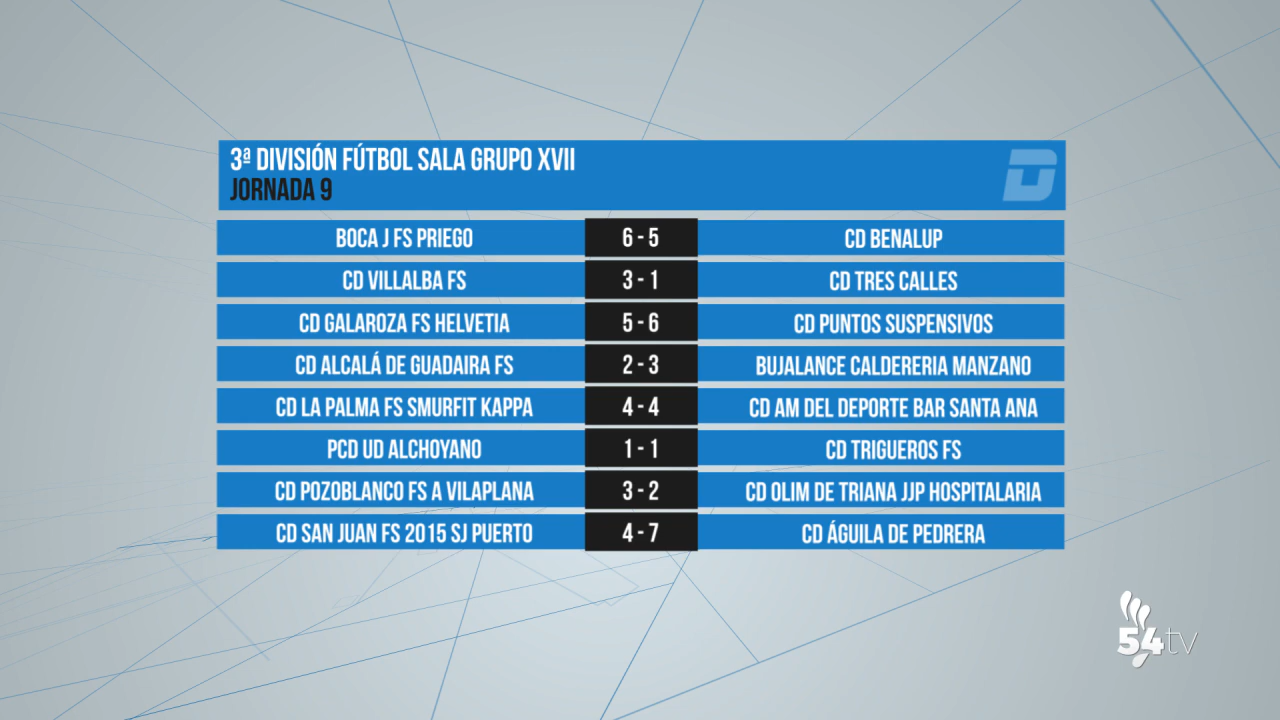 3ª DIVISIÓN FÚTBOL SALA GRUPO XVII
JORNADA 9
BOCA J FS PRIEGO 6 - 5 CD BENALUP
CD VILLALBA FS 3 - 1 CD TRES CALLES
CD GALAROZA FS HELVETIA 5 - 6 CD PUNTOS SUSPENSIVOS
CD ALCALÁ DE GUADAIRA FS 2 - 3 BUJALANCE CALDERERIA MANZANO
CD LA PALMA FS SMURFIT KAPPA 4 - 4 CD AM DEL DEPORTE BAR SANTA ANA
PCD UD ALCHOYANO 1 - 1 CD TRIGUEROS FS
CD POZOBLANCO FS A VILAPLANA 3 - 2 CD OLIM DE TRIANA JJP HOSPITALARIA
CD SAN JUAN FS 2015 SJ PUERTO 4 - 7 CD ÁGUILA DE PEDRERA
54tv